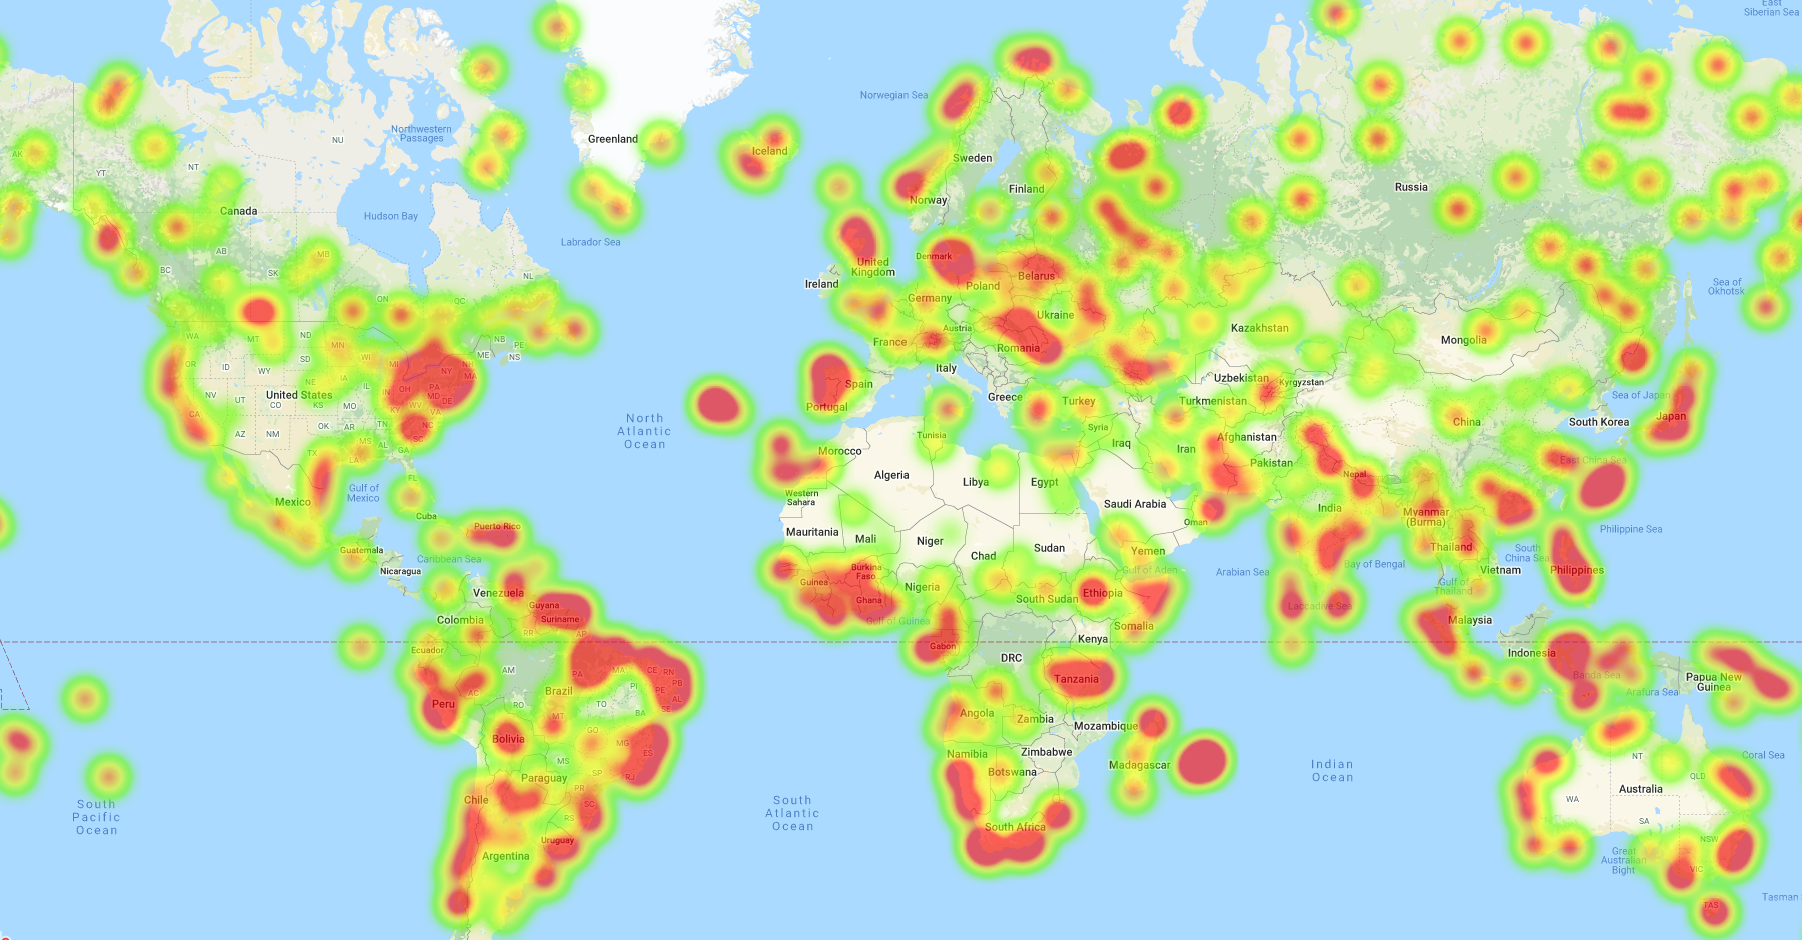 East
Siberian Sea
Norwegian Sea
Northwestern
Passages
Greenland
Iceland
NU
AK
YT
NT
Sweden
Finland
Norway
Russia
Canada
Hudson Bay
Labrador Sea
AB
BC
SK
MB
ON
QC
NL
Denmark
United
Kingdom
Ireland
Poland
Belarus
Germany
Sea of
Okhotsk
Ukraine
Austria
France
Romania
Kazakhstan
Mongolia
WA
MT
ND
MN
NB
PE
NS
ME
OR
ID
WY
SD
WI
MI
NY
MA
Italy
Spain
Portugal
Greece
Turkey
Uzbekistan
Kyrgyzstan
Turkmenistan
NV
UT
United States
CO
NE
IA
KS
IL
MO
OH
PA
MD
DE
WV
KY
VA
CA
AZ
NM
OK
AR
TN
NC
SC
MS
GA
TX
LA
FL
North
Atlantic
Ocean
China
South Korea
Sea of Japan
Japan
Tunisia
Morocco
Algeria
Libya
Egypt
Syria
Iraq
Iran
Afghanistan
Pakistan
Nepal
East China Sea
Gulf of
Mexico
Mexico
Western
Sahara
Saudi Arabia
Oman
India
Myanmar
(Burma)
Philippine Sea
Cuba
Puerto Rico
Mauritania
Mali
Niger
Chad
Sudan
Yemen
Gulf of Aden
Arabian Sea
Bay of Bengal
Thailand
Vietnam
South
China Sea
Gulf of
Thailand
Philippines
Guatemala
Caribbean Sea
Nicaragua
Venezuela
Guyana
Suriname
Colombia
Guinea
Burkina
Faso
Ghana
Nigeria
Gulf of Guinea
South Sudan
Ethiopia
Somalia
Laccadive Sea
Malaysia
Ecuador
RR
AP
Gabon
DRC
Kenya
Tanzania
Indonesia
Banda Sea
Arafura Sea
Papua New
Guinea
AM
PA
MA
CE
RN
PB
PE
AL
SE
PI
AC
RO
TO
BA
Brazil
Peru
MT
GO
Bolivia
MG
ES
MS
SP
RJ
Paraguay
PR
SC
RS
Chile
Uruguay
Argentina
Angola
Zambia
Mozambique
Namibia
Zimbabwe
Botswana
Madagascar
South Africa
South
Pacific
Ocean
South
Atlantic
Ocean
Indian
Ocean
Coral Sea
NT
QLD
WA
Australia
SA
NSW
Great
Australian
Bight
VIC
TAS
Tasman